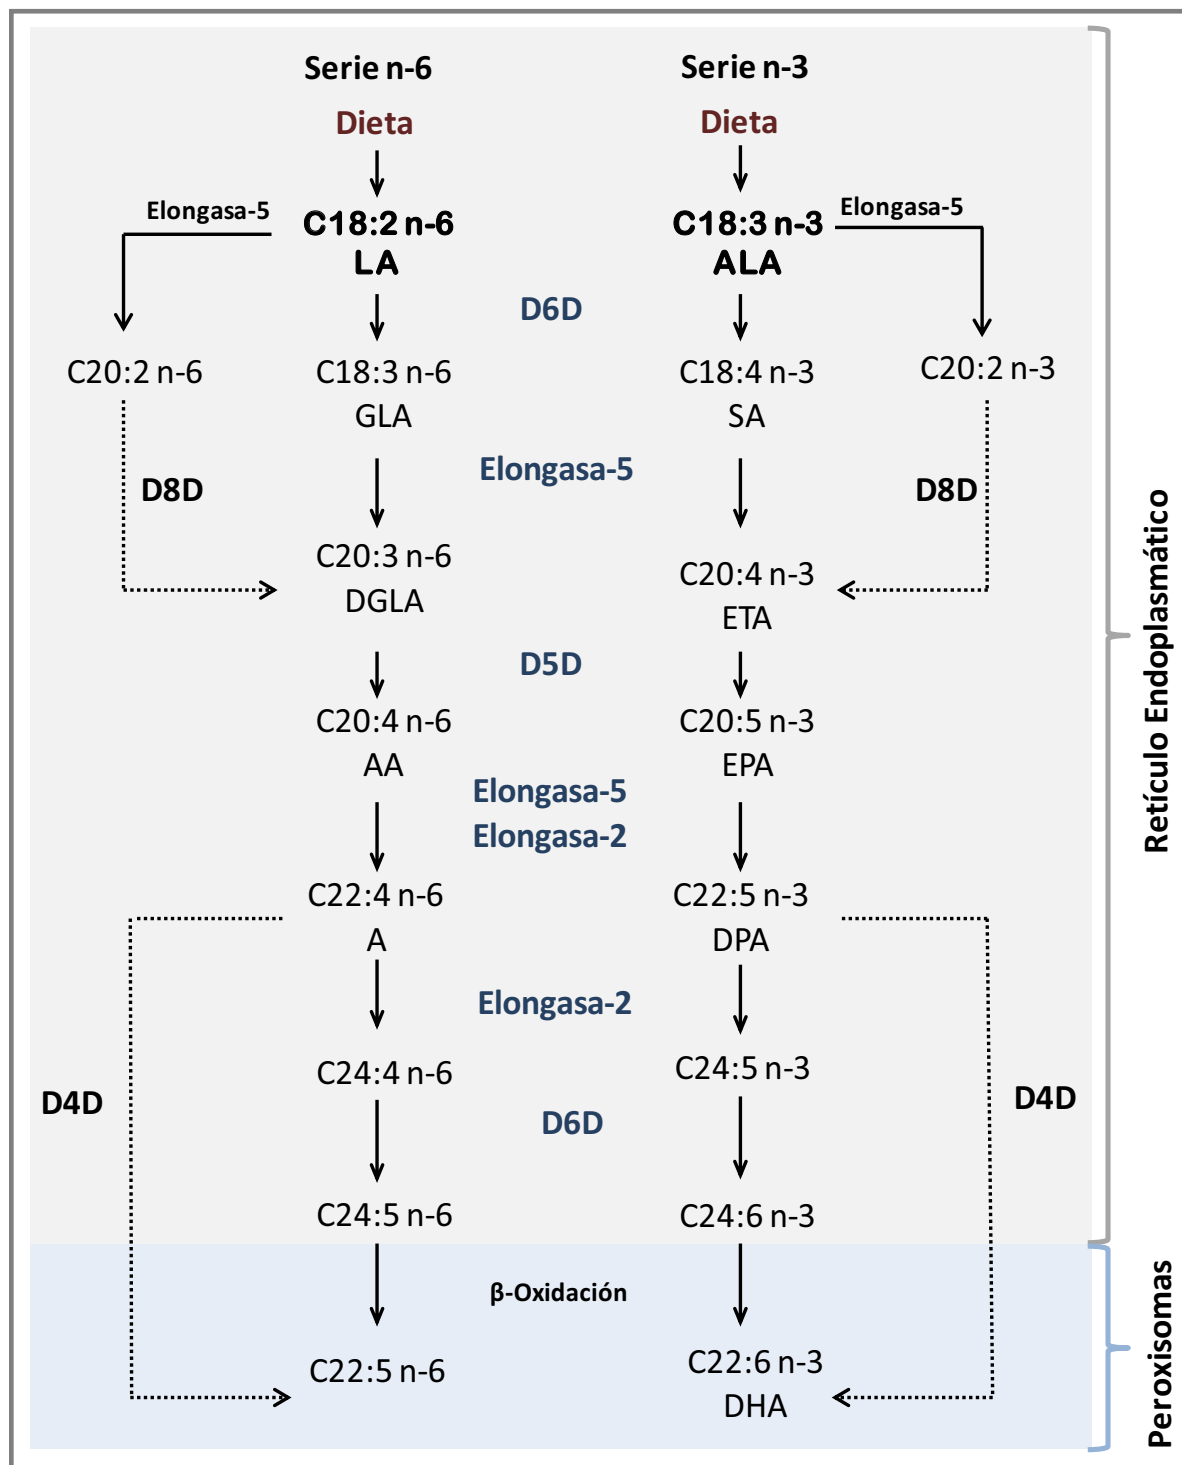 Serie n-6
Serie n-3
Dieta
Dieta
Elongasa-5
C18:2 n-6
LA
C18:3 n-3
ALA
Elongasa-5
D6D
C20:2 n-6
C18:3 n-6
GLA
C18:4 n-3
SA
C20:2 n-3
D8D
Elongasa-5
D8D
C20:3 n-6
DGLA
C20:4 n-3
ETA
D5D
C20:4 n-6
AA
C20:5 n-3
EPA
Elongasa-5
Elongasa-2
C22:4 n-6
A
C22:5 n-3
DPA
Elongasa-2
C24:4 n-6
C24:5 n-3
D4D
D6D
D4D
C24:5 n-6
C24:6 n-3
β-Oxidación
C22:5 n-6
C22:6 n-3
DHA
Retículo Endoplasmático
Peroxisomas